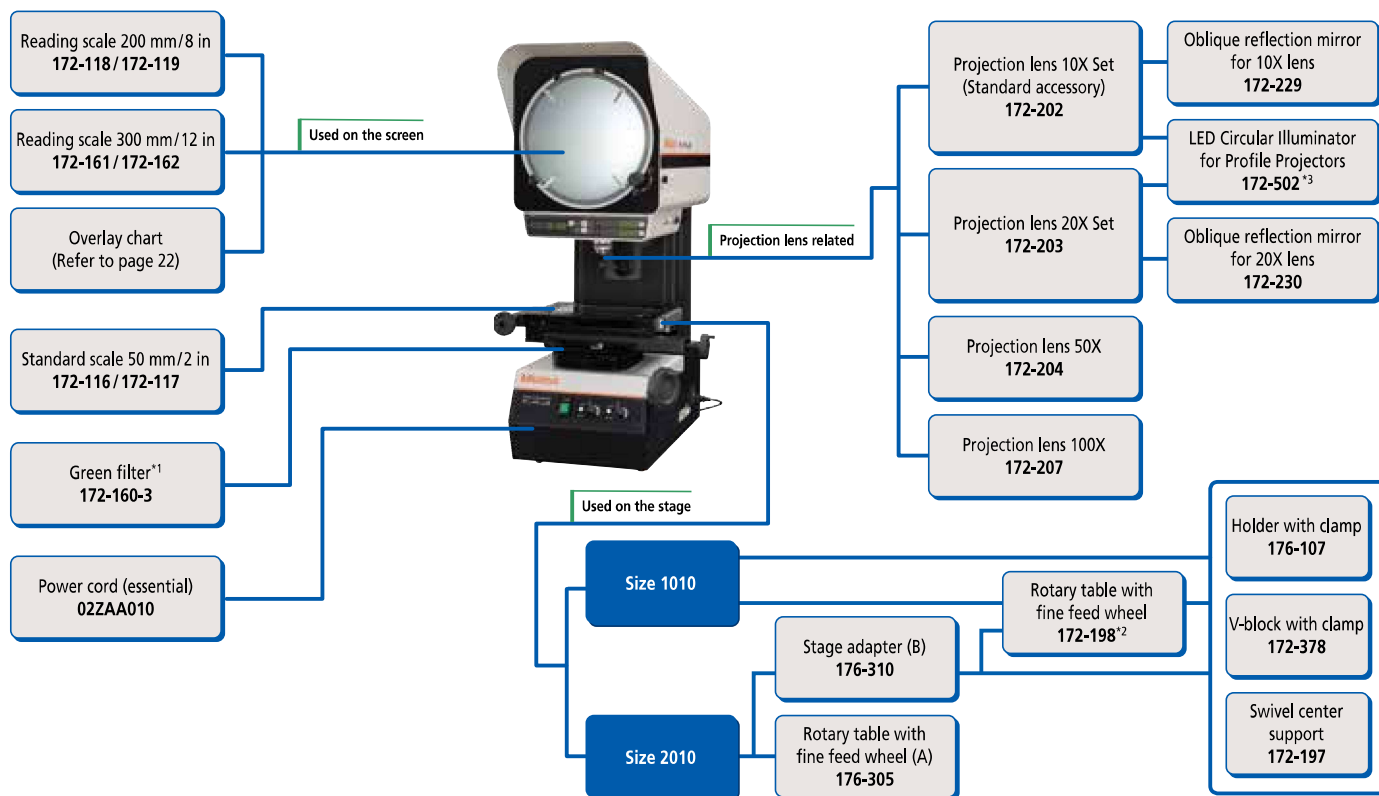 Reading scale 200 mm/8 in
172-118 / 172-119
Reading scale 300 mm/12 in
172-161 / 172-162
Overlay chart
(Refer to page 22)
Standard scale 50 mm/2 in
172-116 / 172-117
Green filter*1
172-160-3
Power cord (essential)
02ZAA010
Used on the screen
Projection lens related
Used on the stage
Projection lens 10X Set
(Standard accessory)
172-202
Projection lens 20X Set
172-203
Projection lens 50X
172-204
Projection lens 100X
172-207
Oblique reflection mirror
for 10X lens
172-229
LED Circular Illuminator
for Profile Projectors
172-502*3
Oblique reflection mirror
for 20X lens
172-230
Size 1010
Size 2010
Stage adapter (B)
176-310
Rotary table with
fine feed wheel (A)
176-305
Rotary table with
fine feed wheel
172-198*2
Holder with clamp
176-107
V-block with clamp
172-378
Swivel center
support
172-197
Mitutoyo